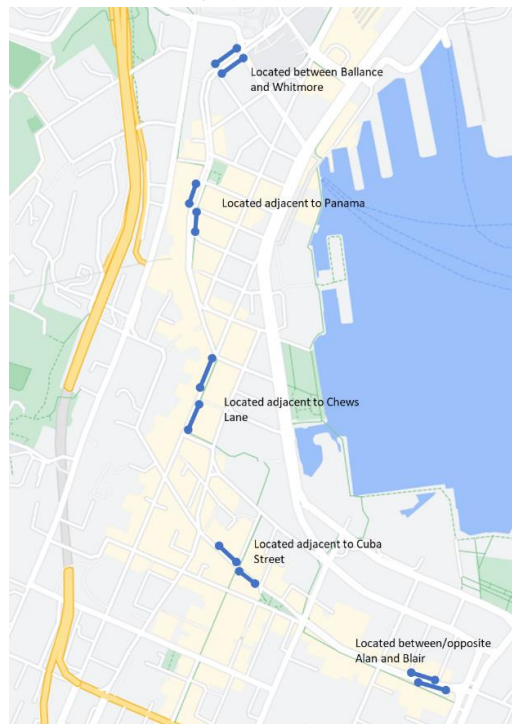 Located between Ballance
and Whitmore
Located adjacent to Panama
Located adjacent to Chews
Lane
Located adjacent to Cuba
Street
Located between/opposite
Alan and Blair